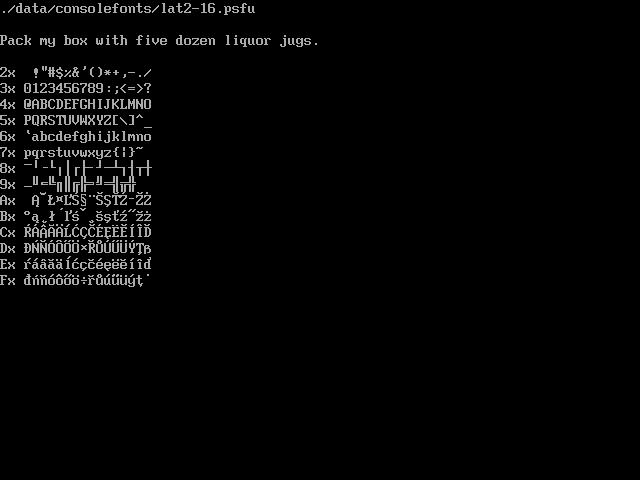 ./data/consolefonts/lat2-16.psfu
Pack my box with five dozen liquor jugs.
2x  !"#$%&'()*+,-./
3x 0123456789:;<=>?
4x @ABCDEFGHIJKLMNO
5x PQRSTUVWXYZ[\]^_
6x `abcdefghijklmno
7x pqrstuvwxyz{|}~
8x
9x
Ax  Ą˘Ł¤ĽŚ§¨ŠŞŤŹ-ŽŻ
Bx °ą˛ł´ľśˇ¸šşťź˝žż
Cx ŔÁÂĂÄĹĆÇČÉĘËĚÍÎĎ
Dx ĐŃŇÓÔŐÖ×ŘŮÚŰÜÝŢß
Ex ŕáâăäĺćçčéęëěíîď
Fx đńňóôőö÷řůúűüýţ˙